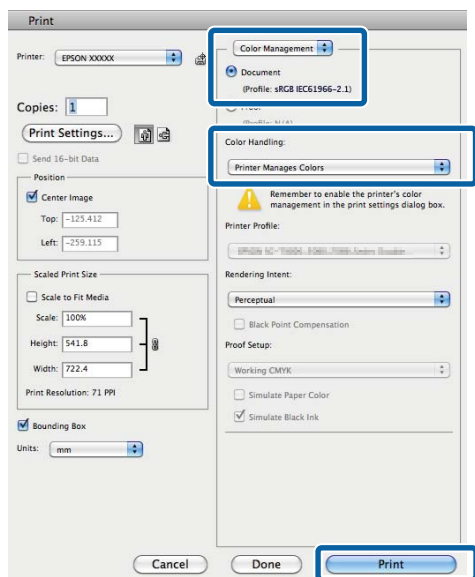 Print
Printer: EPSON XXXXX
Copies: 1
Print Settings...
Send 16-bit Data
Position
Center Image
Top: -125.412
Left: -259.115
Scaled Print Size
Scale to Fit Media
Scale: 100%
Height: 541.8
Width: 722.4
Print Resolution: 71 PPI
Bounding Box
Units: mm
Color Management
Document
(Profile: sRGB IEC61966-2.1)
Color Handling:
Printer Manages Colors
Remember to enable the printer's color
management in the print settings dialog box.
Printer Profile:
Rendering Intent:
Perceptual
Black Point Compensation
Proof Setup:
Working CMYK
Simulate Paper Color
Simulate Black Ink
Cancel
Done
Print